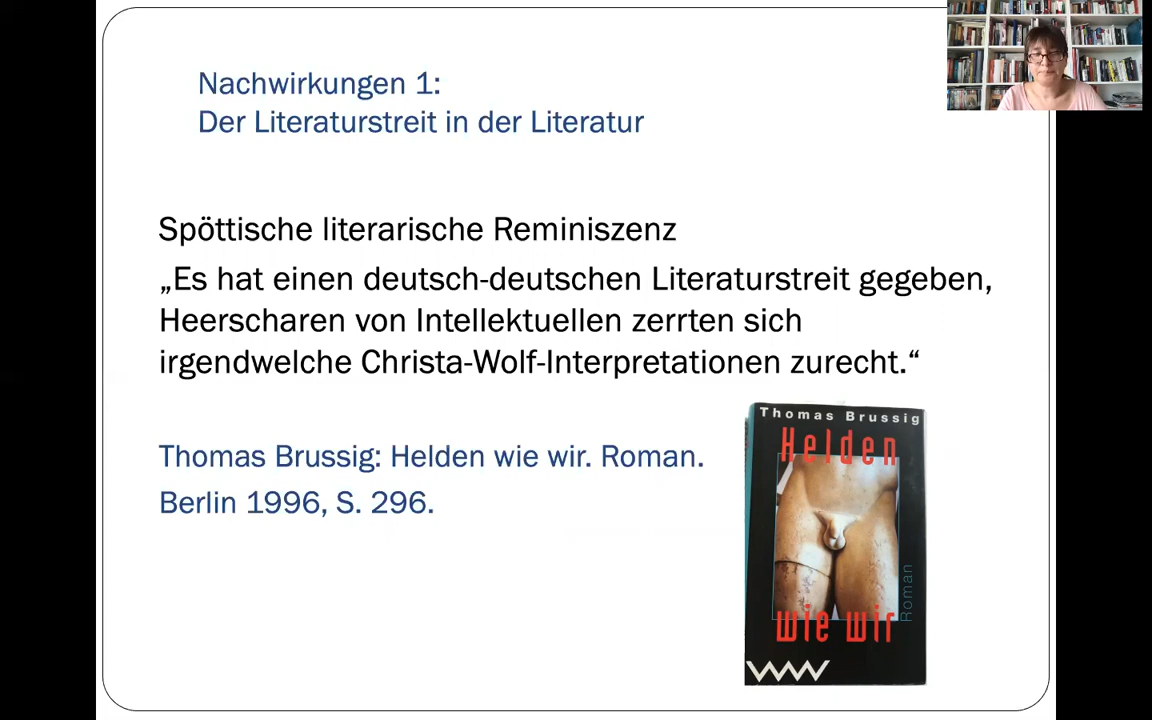 Nachwirkungen 1:
Der Literaturstreit in der Literatur
Spöttische literarische Reminiszenz
„Es hat einen deutsch-deutschen Literaturstreit gegeben,
Heerscharen von Intellektuellen zerrten sich
irgendwelche Christa-Wolf-Interpretationen zurecht.“
Thomas Brussig: Helden wie wir. Roman.
Berlin 1996, S. 296.
Thomas Brussig
Helden
wie wir
Roman